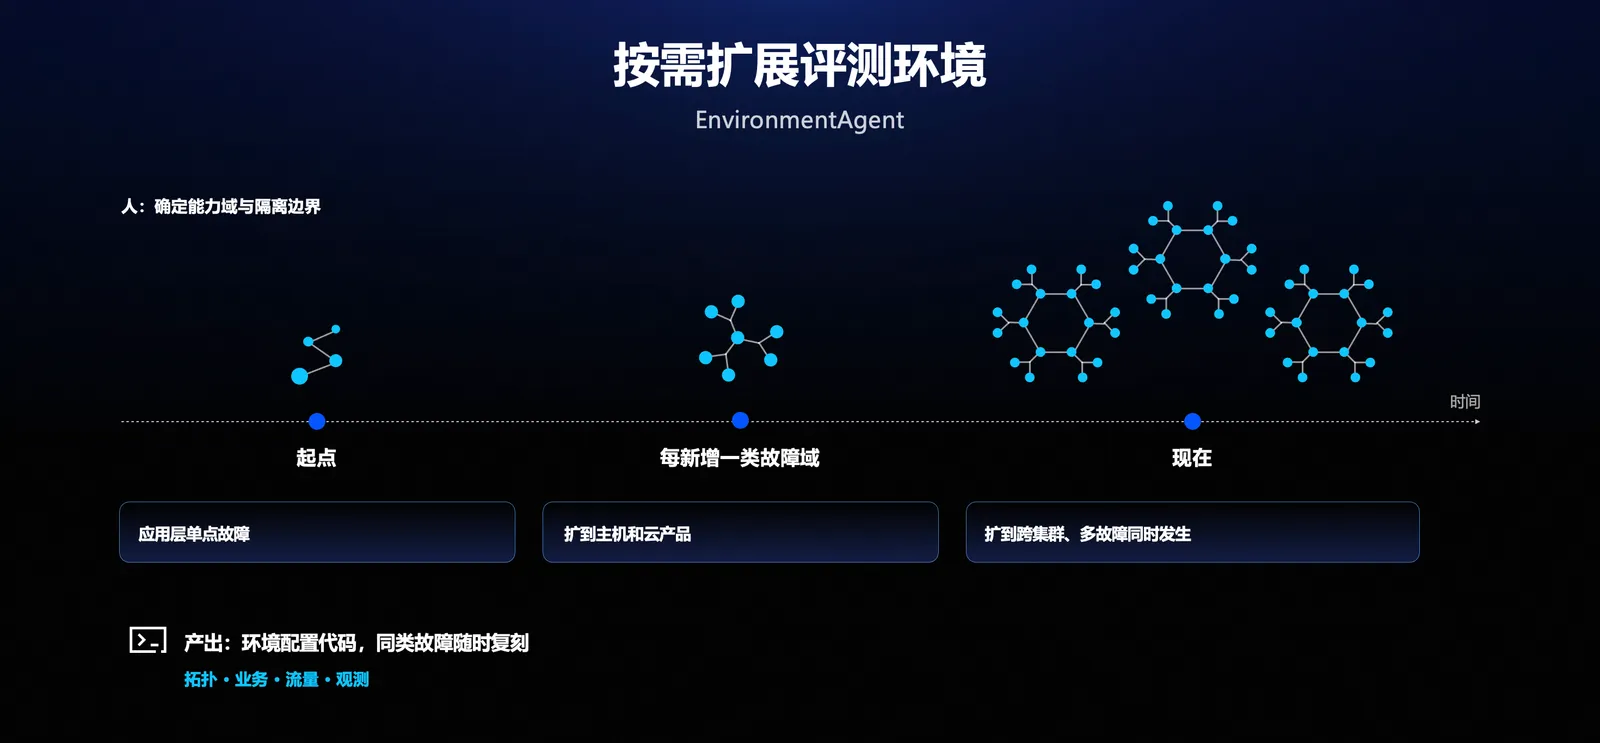 按需扩展评测环境
EnvironmentAgent
人：确定能力域与隔离边界
时间
起点
每新增一类故障域
现在
应用层单点故障
扩到主机和云产品
扩到跨集群、多故障同时发生
产出：环境配置代码，同类故障随时复刻
拓扑・业务・流量・观测